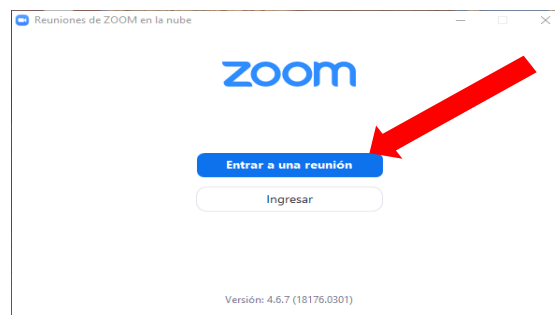 Reuniones de ZOOM en la nube
zoom
Entrar a una reunión
Ingresar
Versión: 4.6.7 (18176.0301)